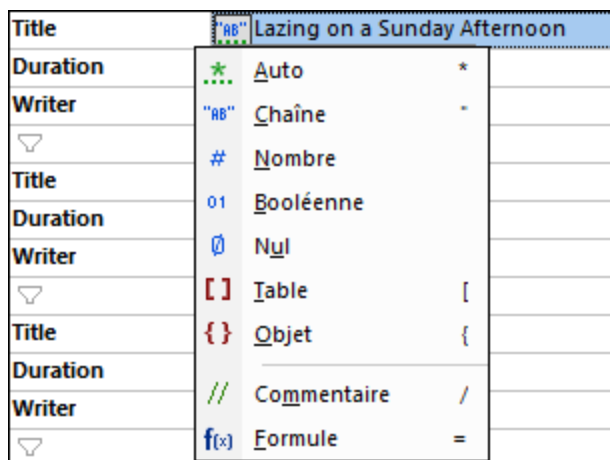 Title "AB" Lazing on a Sunday Afternoon
Duration
Writer
Title
Duration
Writer
Title
Duration
Writer
* Auto *
"AB" Chaîne "
# Nombre
01 Booléenne
Ø Nul
[ ] Table [
{ } Objet {
// Commentaire /
f(x) Formule =